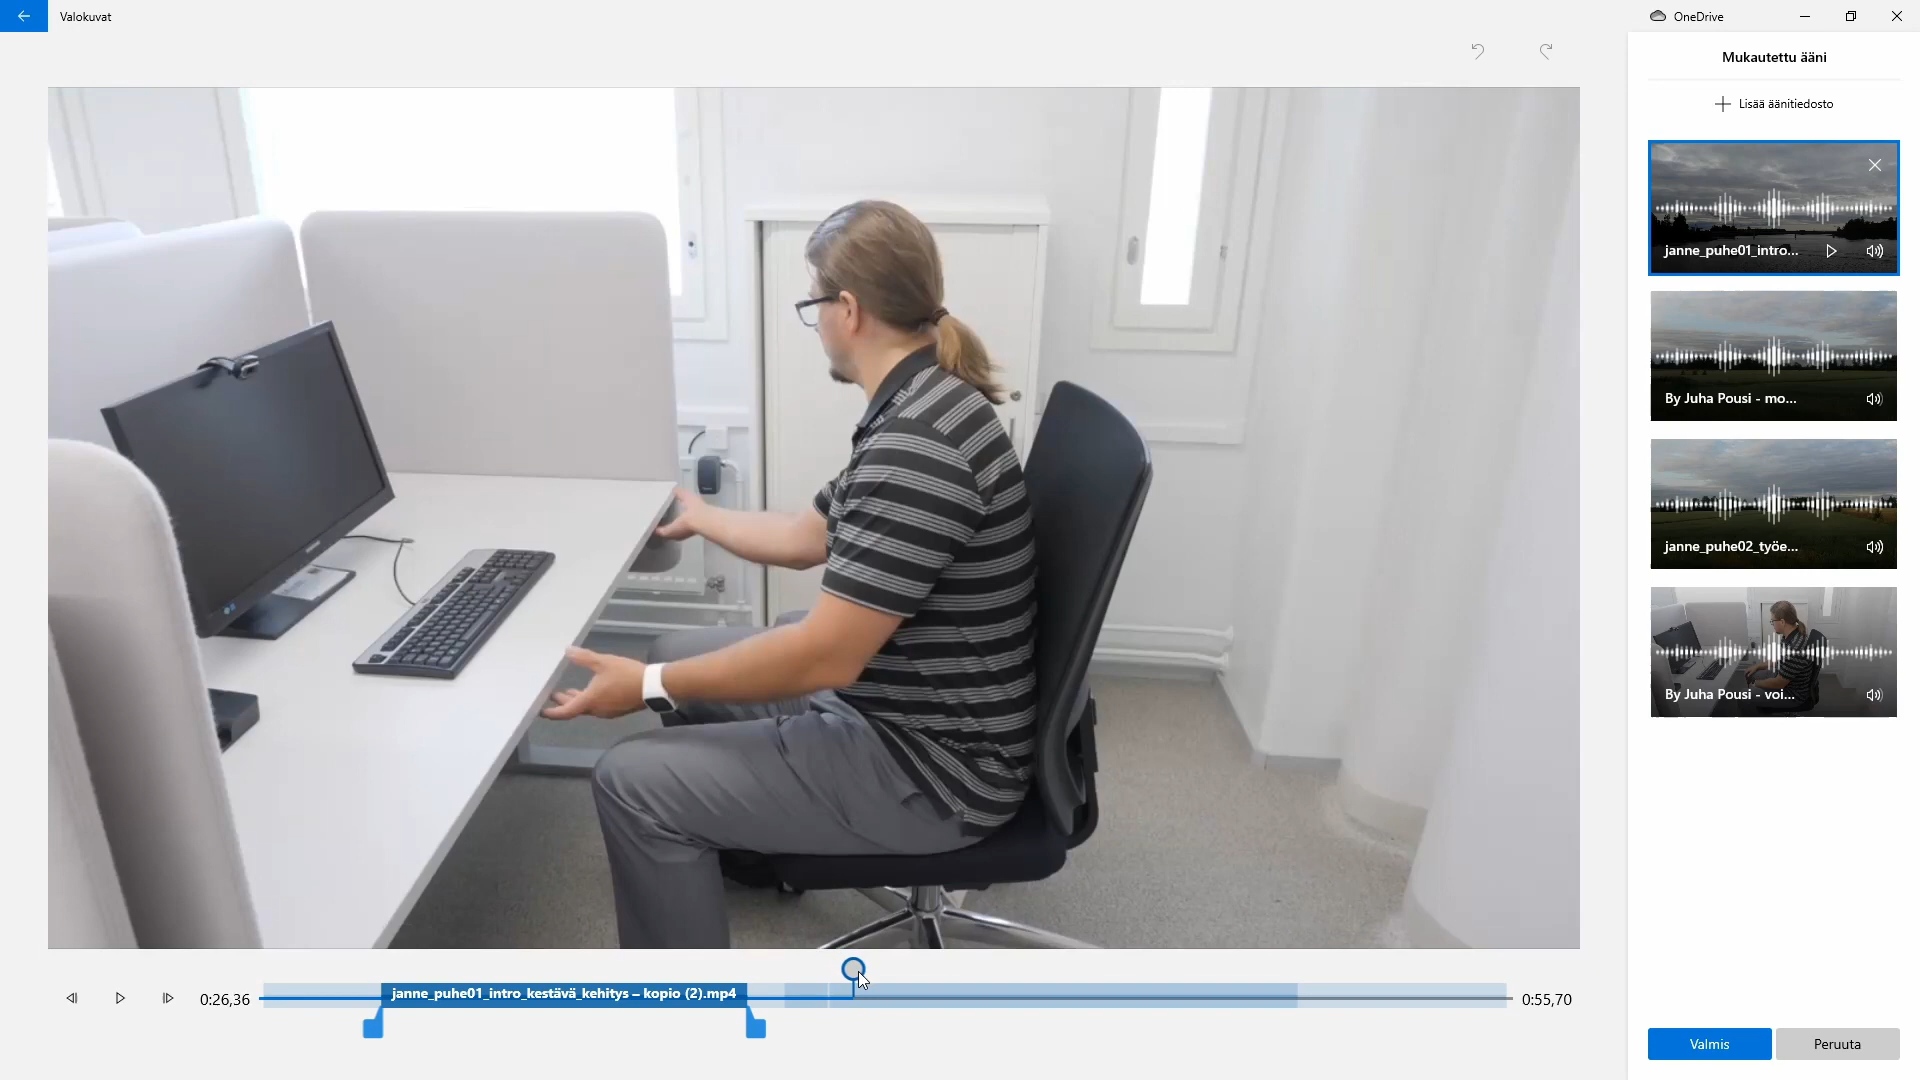 Valokuvat
OneDrive
Mukautettu ääni
Lisää äänitiedosto
janne_puhe01_intro...
By Juha Pousi - mo...
janne_puhe02_työe...
By Juha Pousi - voi...
0:26,36
janne_puhe01_intro_kestävä_kehitys – kopio (2).mp4
0:55,70
Valmis
Peruuta